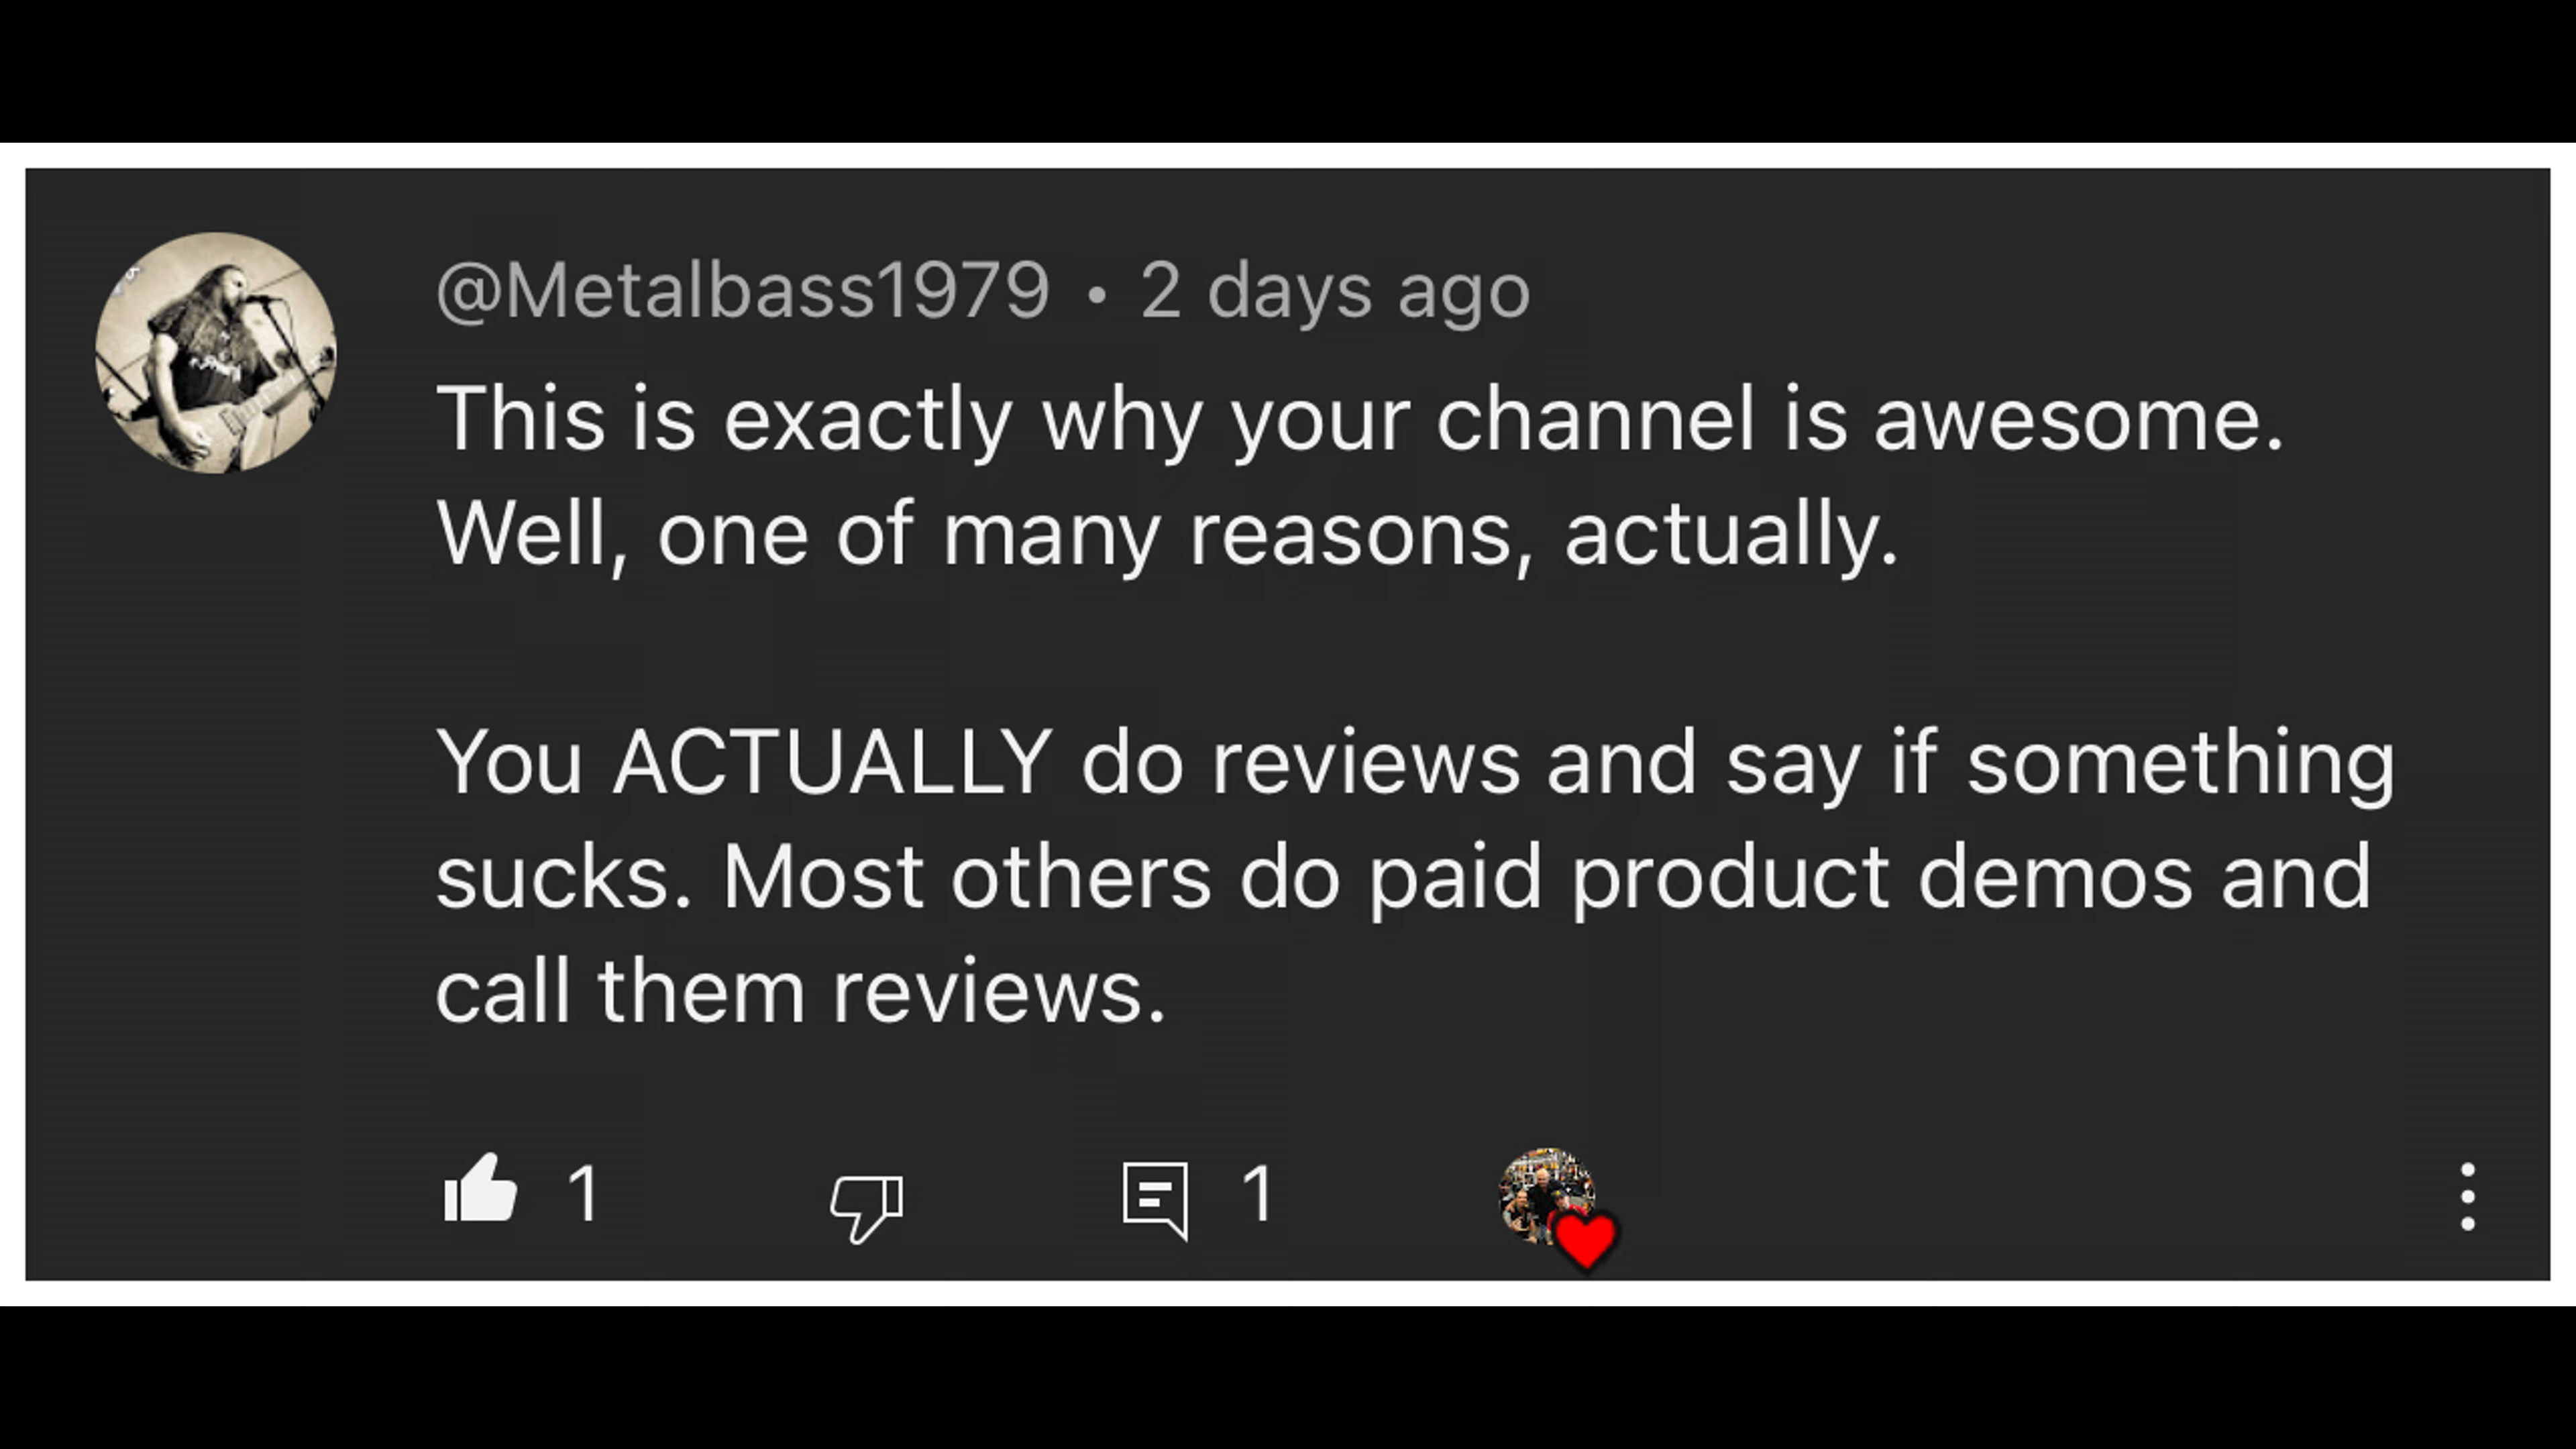 @Metalbass1979 • 2 days ago
This is exactly why your channel is awesome.
Well, one of many reasons, actually.
You ACTUALLY do reviews and say if something
sucks. Most others do paid product demos and
call them reviews.
1
1